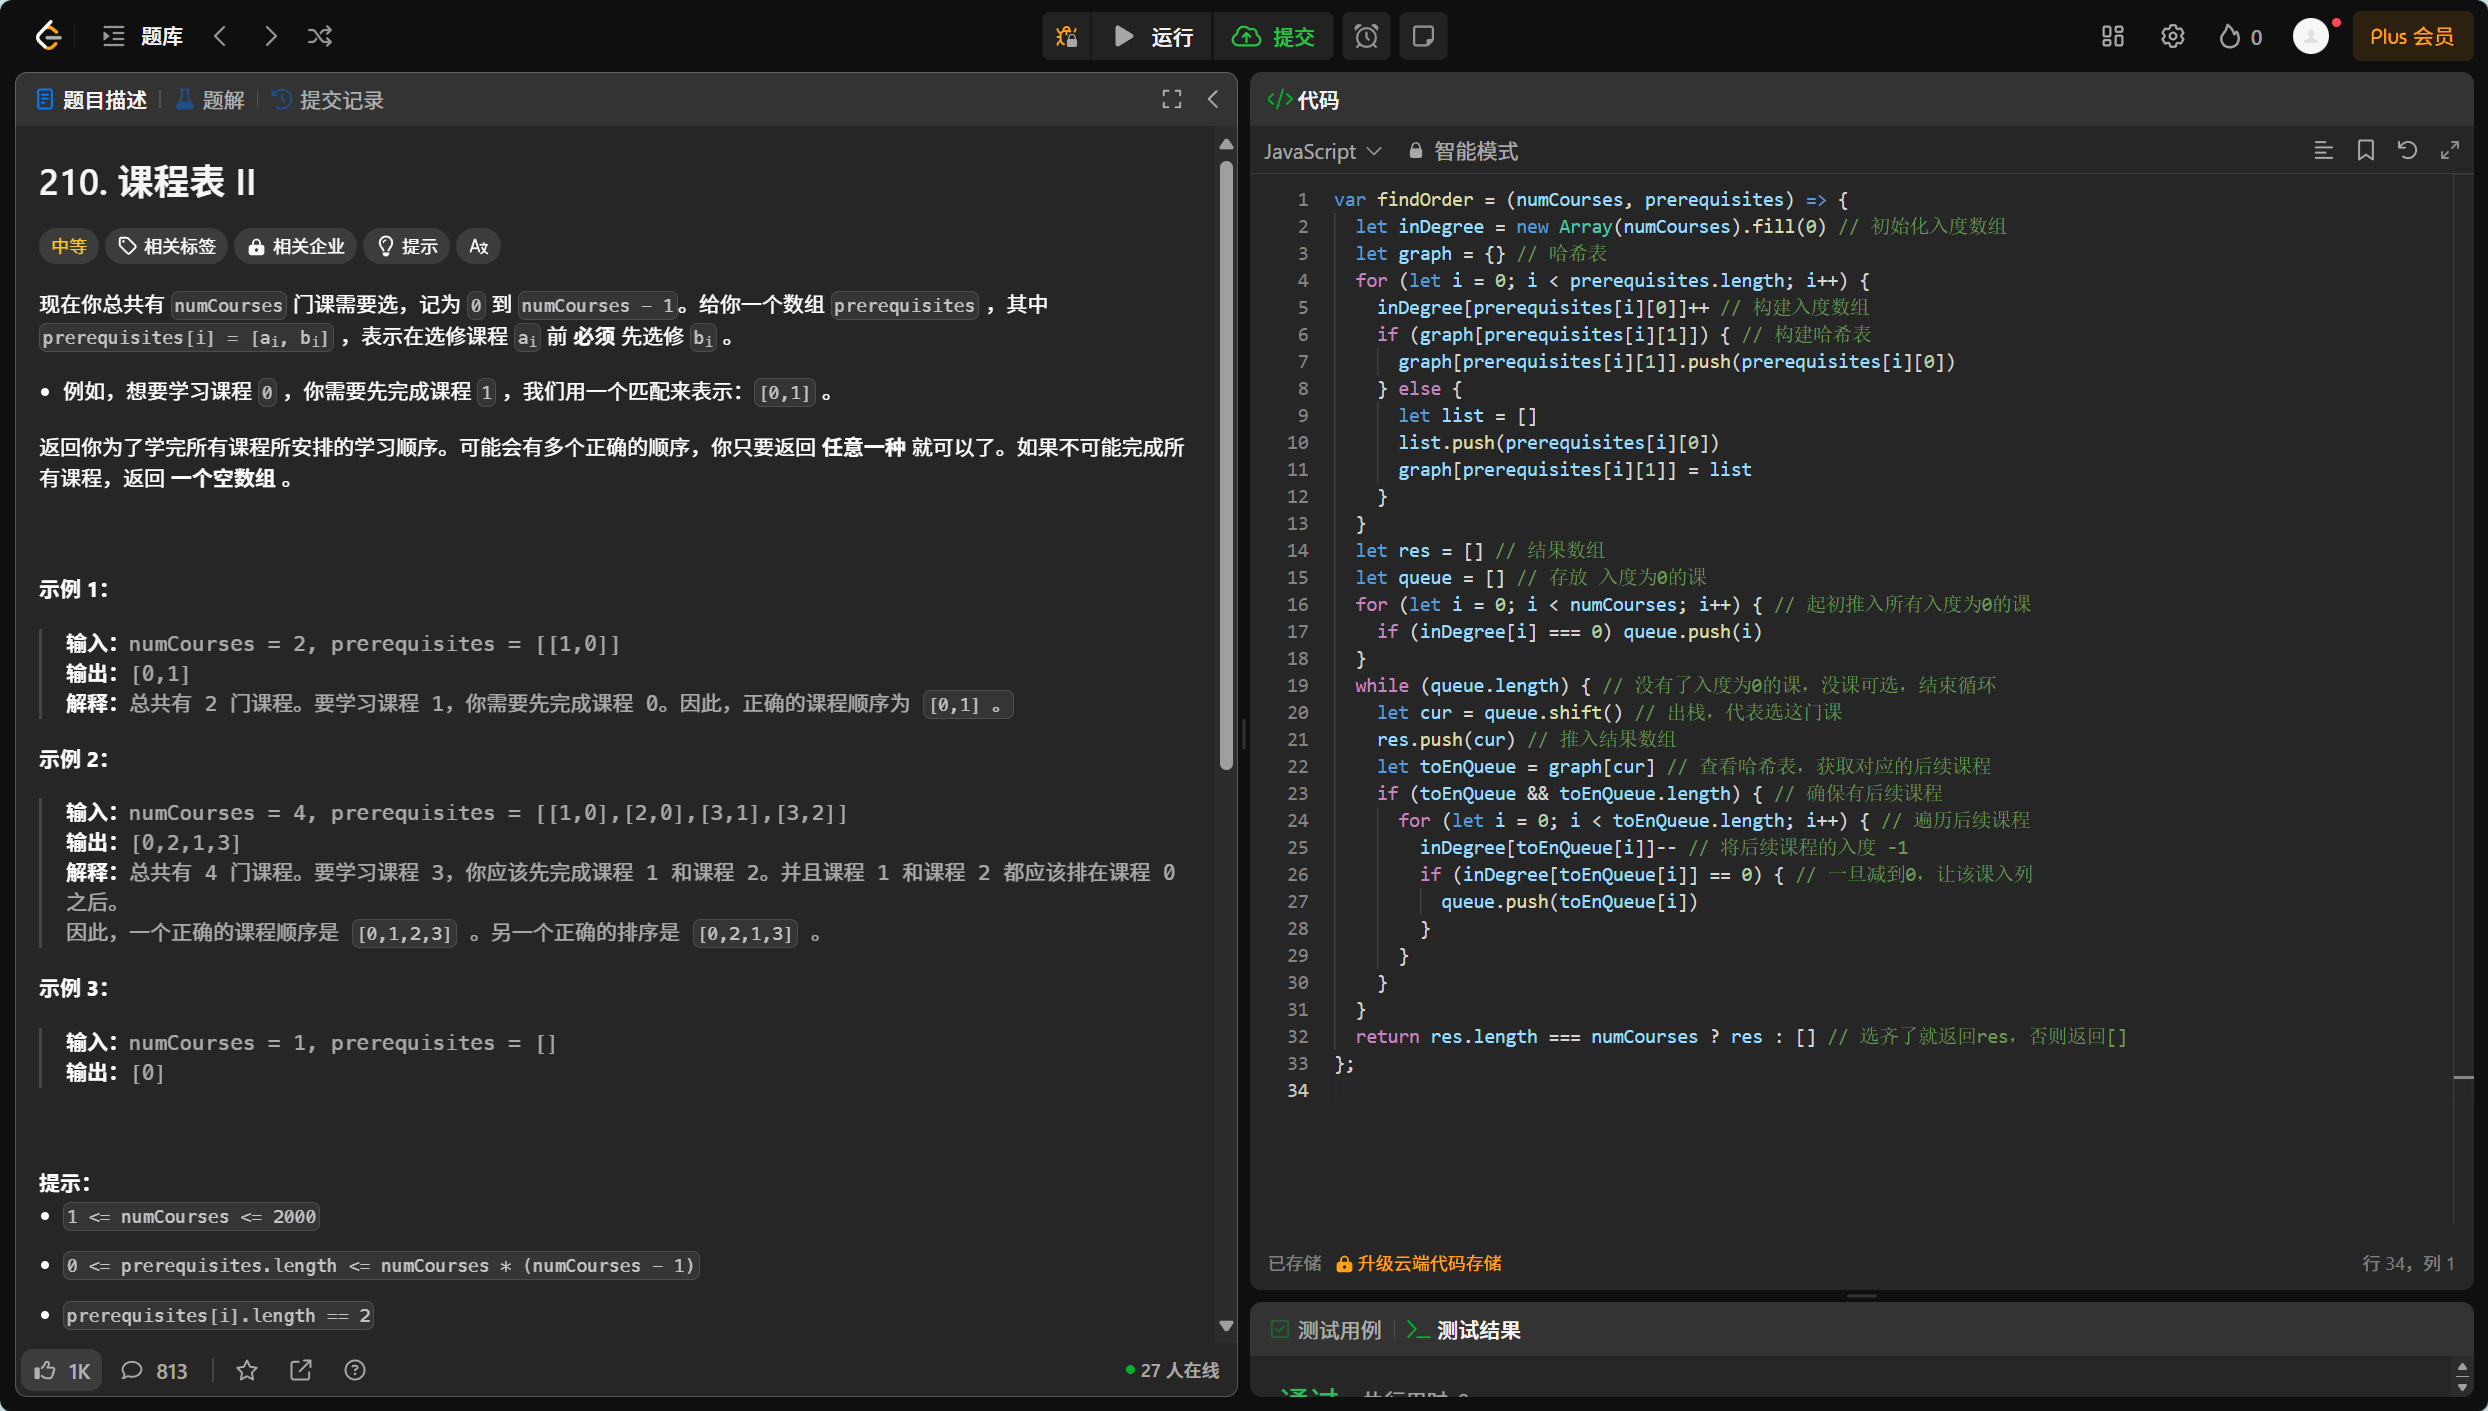 题库
运行
提交
0
Plus 会员
题目描述
题解
提交记录
210. 课程表 II
中等
相关标签
相关企业
提示
现在你总共有 numCourses 门课需要选，记为 0 到 numCourses - 1。给你一个数组 prerequisites ，其中
prerequisites[i] = [ai, bi] ，表示在选修课程 ai 前 必须 先选修 bi 。
• 例如，想要学习课程 0 ，你需要先完成课程 1 ，我们用一个匹配来表示：[0,1] 。
返回你为了学完所有课程所安排的学习顺序。可能会有多个正确的顺序，你只要返回 任意一种 就可以了。如果不可能完成所
有课程，返回 一个空数组 。
示例 1：
输入：numCourses = 2, prerequisites = [[1,0]]
输出：[0,1]
解释：总共有 2 门课程。要学习课程 1，你需要先完成课程 0。因此，正确的课程顺序为 [0,1] 。
示例 2：
输入：numCourses = 4, prerequisites = [[1,0],[2,0],[3,1],[3,2]]
输出：[0,2,1,3]
解释：总共有 4 门课程。要学习课程 3，你应该先完成课程 1 和课程 2。并且课程 1 和课程 2 都应该排在课程 0
之后。
因此，一个正确的课程顺序是 [0,1,2,3] 。另一个正确的排序是 [0,2,1,3] 。
示例 3：
输入：numCourses = 1, prerequisites = []
输出：[0]
提示：
• 1 <= numCourses <= 2000
• 0 <= prerequisites.length <= numCourses * (numCourses - 1)
• prerequisites[i].length == 2
1K
813
27 人在线
</> 代码
JavaScript
智能模式
1 var findOrder = (numCourses, prerequisites) => {
2   let inDegree = new Array(numCourses).fill(0) // 初始化入度数组
3   let graph = {} // 哈希表
4   for (let i = 0; i < prerequisites.length; i++) {
5     inDegree[prerequisites[i][0]]++ // 构建入度数组
6     if (graph[prerequisites[i][1]]) { // 构建哈希表
7       graph[prerequisites[i][1]].push(prerequisites[i][0])
8     } else {
9       let list = []
10       list.push(prerequisites[i][0])
11       graph[prerequisites[i][1]] = list
12     }
13   }
14   let res = [] // 结果数组
15   let queue = [] // 存放 入度为0的课
16   for (let i = 0; i < numCourses; i++) { // 起初推入所有入度为0的课
17     if (inDegree[i] === 0) queue.push(i)
18   }
19   while (queue.length) { // 没有了入度为0的课，没课可选，结束循环
20     let cur = queue.shift() // 出栈，代表选这门课
21     res.push(cur) // 推入结果数组
22     let toEnQueue = graph[cur] // 查看哈希表，获取对应的后续课程
23     if (toEnQueue && toEnQueue.length) { // 确保有后续课程
24       for (let i = 0; i < toEnQueue.length; i++) { // 遍历后续课程
25         inDegree[toEnQueue[i]]-- // 将后续课程的入度 -1
26         if (inDegree[toEnQueue[i]] == 0) { // 一旦减到0，让该课入列
27           queue.push(toEnQueue[i])
28         }
29       }
30     }
31   }
32   return res.length === numCourses ? res : [] // 选齐了就返回res，否则返回[]
33 };
34
已存储
升级云端代码存储
行 34，列 1
测试用例
测试结果